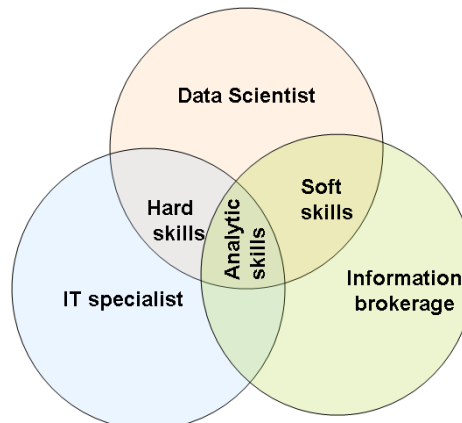 Data Scientist
Hard
skills
Analytic
skills
Soft
skills
IT specialist
Information
brokerage